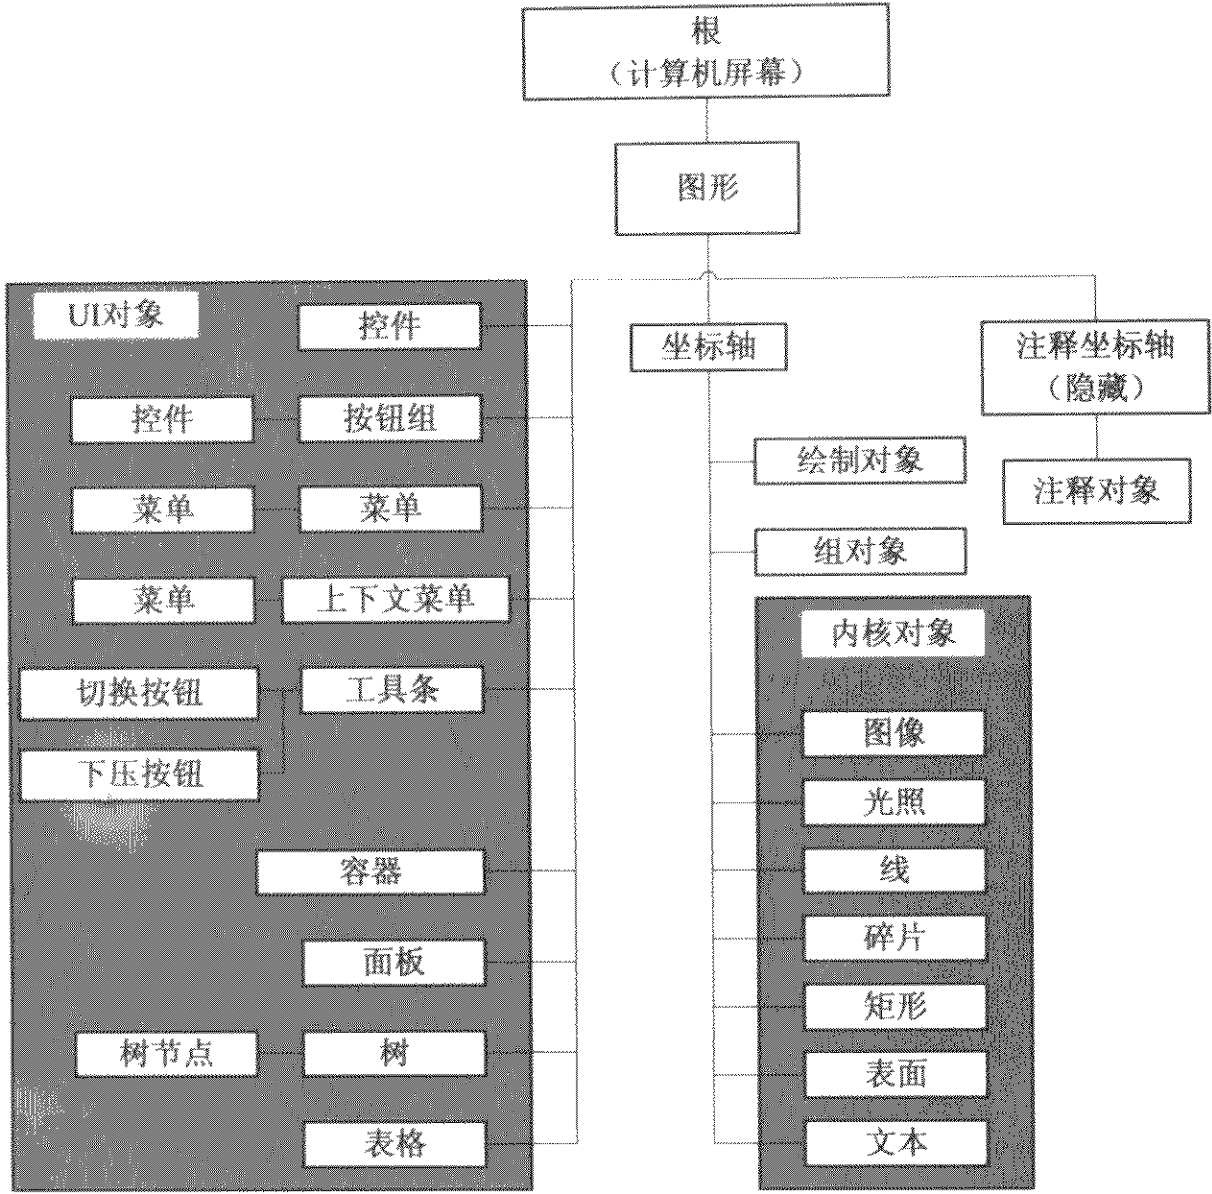 根
（计算机屏幕）
图形
UI对象
控件
控件
按钮组
菜单
菜单
菜单
上下文菜单
切换按钮
工具条
下压按钮
容器
面板
树节点
树
表格
坐标轴
绘制对象
组对象
内核对象
图像
光照
线
碎片
矩形
表面
文本
注释坐标轴
（隐藏）
注释对象